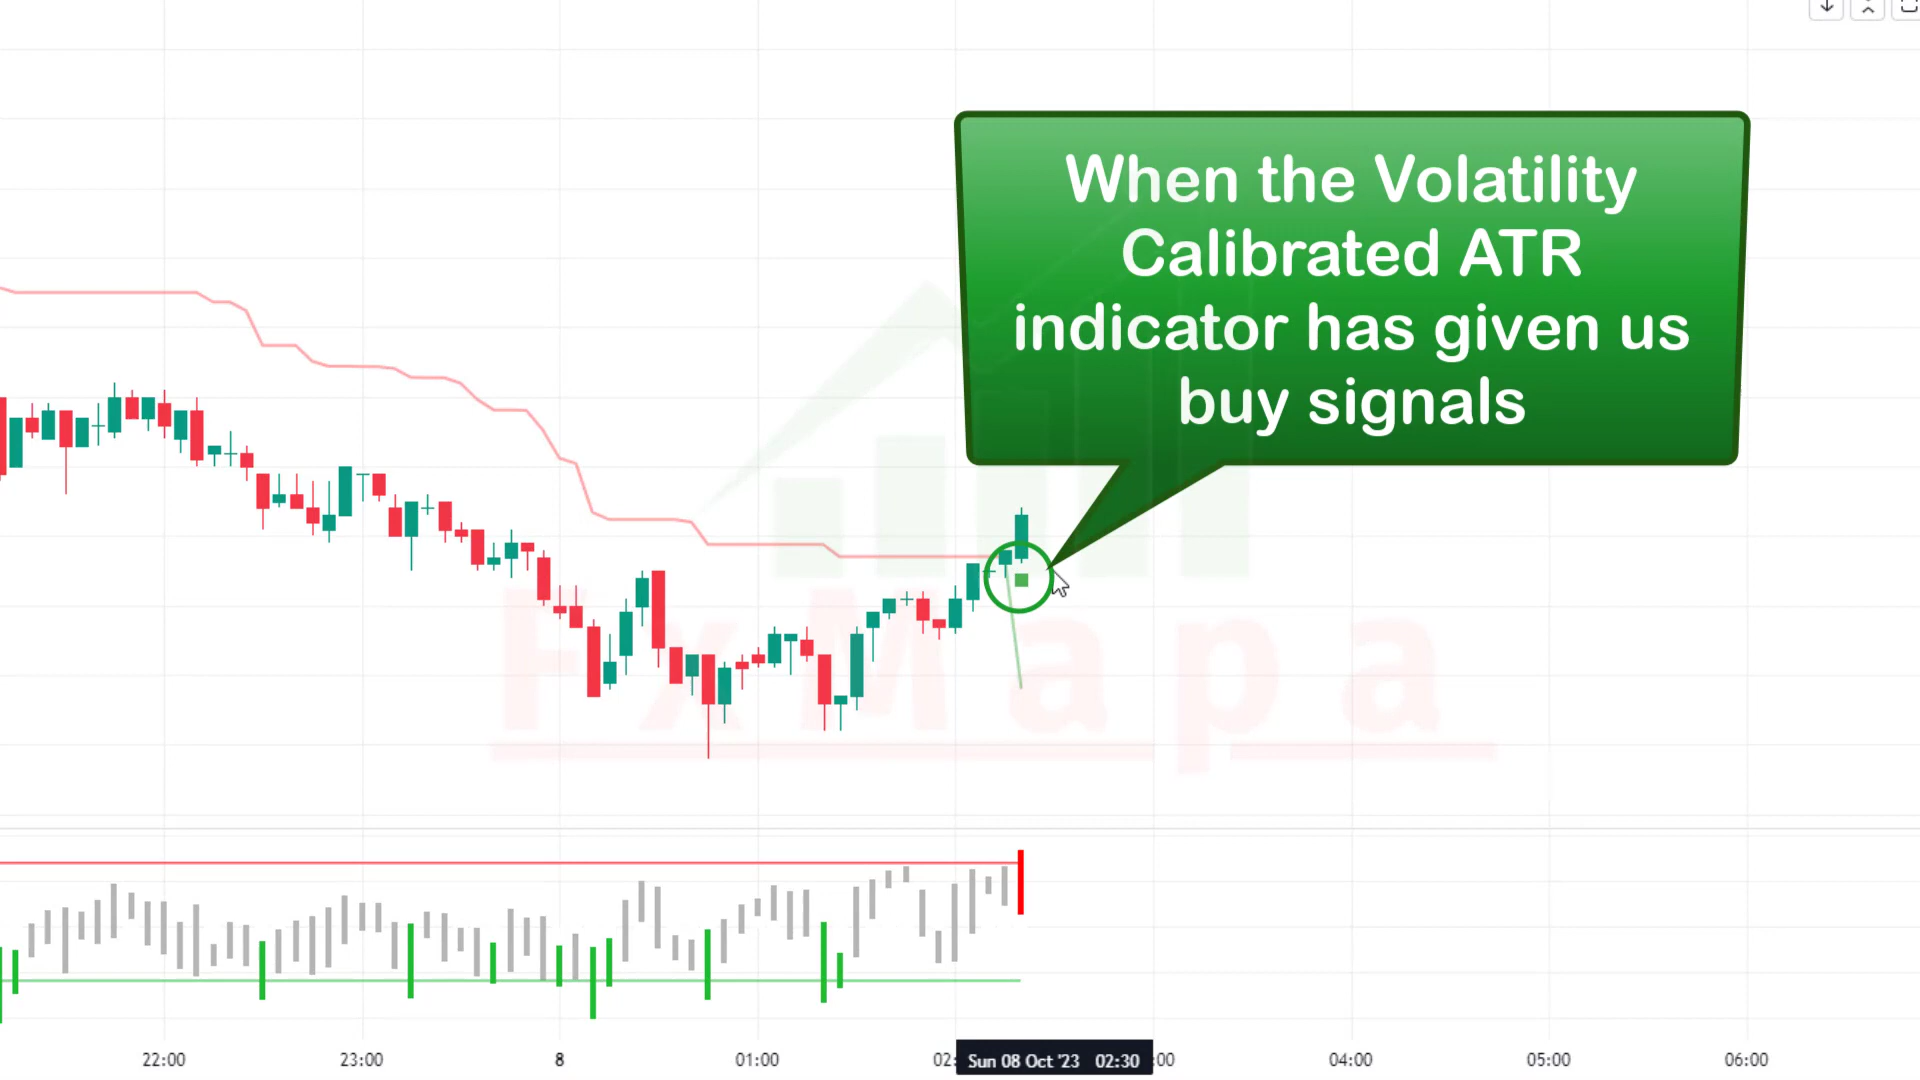 When the Volatility
Calibrated ATR
indicator has given us
buy signals
FxMapa
22:00
23:00
8
01:00
02:
Sun 08 Oct '23 02:30
:00
04:00
05:00
06:00